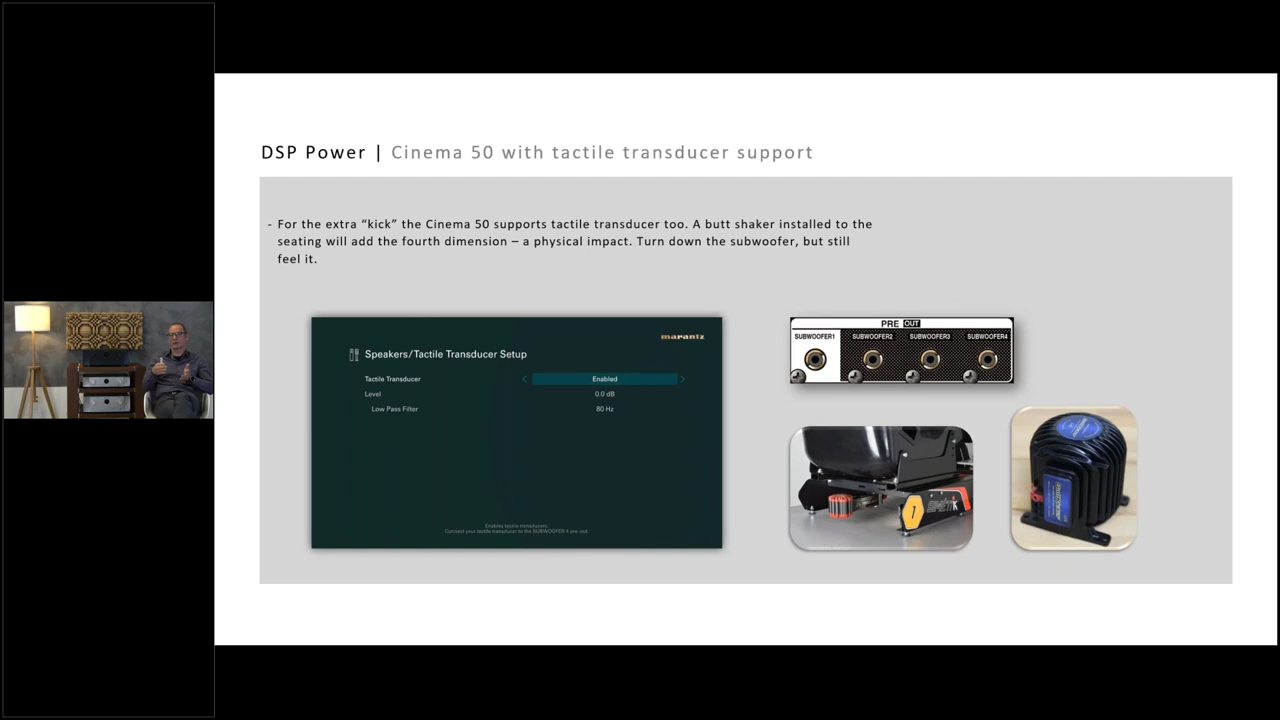 DSP Power | Cinema 50 with tactile transducer support
- For the extra “kick” the Cinema 50 supports tactile transducer too. A butt shaker installed to the
seating will add the fourth dimension – a physical impact. Turn down the subwoofer, but still
feel it.
marantz
Speakers/Tactile Transducer Setup
Tactile Transducer Enabled
Level 0.0 dB
Low Pass Filter 80 Hz
Enables tactile transducers.
Connect your tactile transducer to the SUBWOOFER 4 pre-out.
PRE OUT
SUBWOOFER1 SUBWOOFER2 SUBWOOFER3 SUBWOOFER4